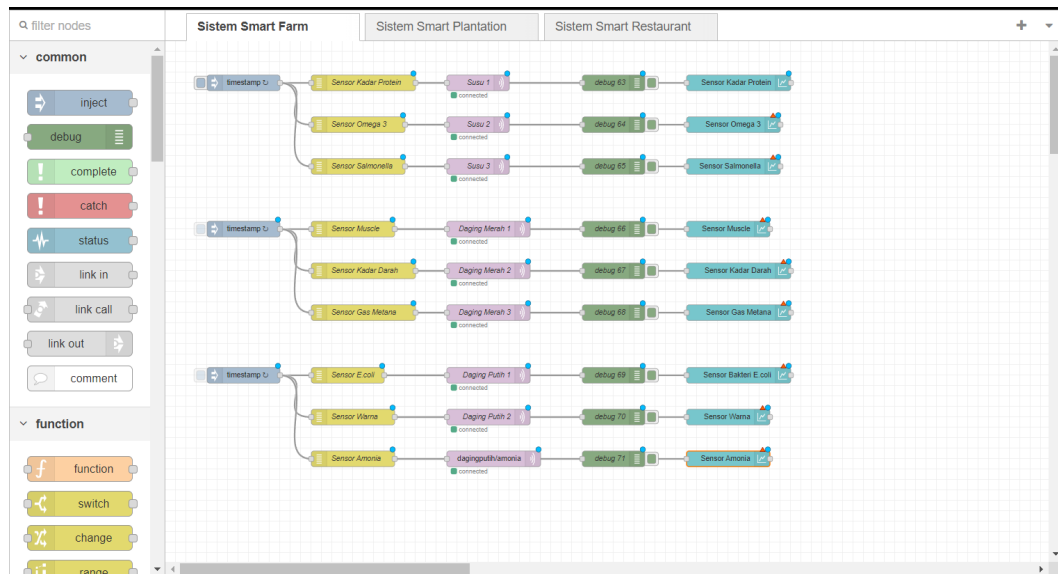 filter nodes
Sistem Smart Farm
Sistem Smart Plantation
Sistem Smart Restaurant
common
inject
debug
complete
catch
status
link in
link call
link out
comment
function
function
switch
change
range
timestamp
Sensor Kadar Protein
Susu 1
connected
debug 63
Sensor Kadar Protein
Sensor Omega 3
Susu 2
connected
debug 64
Sensor Omega 3
Sensor Salmonella
Susu 3
connected
debug 65
Sensor Salmonella
timestamp
Sensor Muscle
Daging Merah 1
connected
debug 66
Sensor Muscle
Sensor Kadar Darah
Daging Merah 2
connected
debug 67
Sensor Kadar Darah
Sensor Gas Metana
Daging Merah 3
connected
debug 68
Sensor Gas Metana
timestamp
Sensor E.coli
Daging Putih 1
connected
debug 69
Sensor Bakteri E.coli
Sensor Warna
Daging Putih 2
connected
debug 70
Sensor Warna
Sensor Amonia
dagingputih/amonia
connected
debug 71
Sensor Amonia